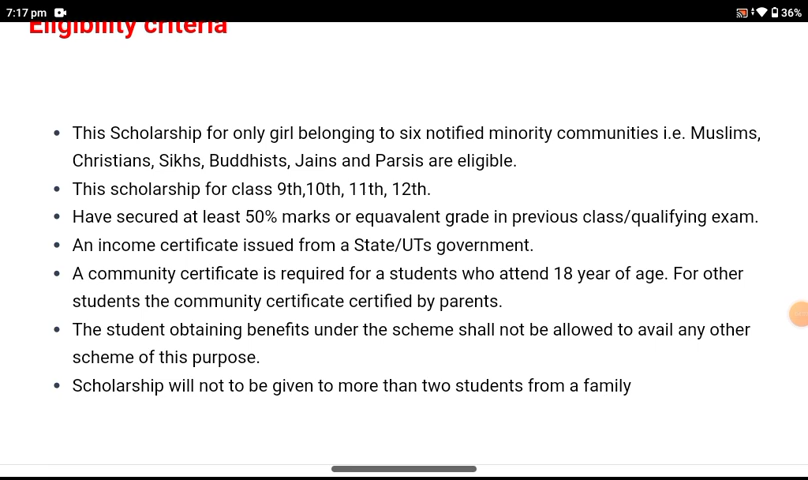 7:17 pm
36%
Eligibility criteria
This Scholarship for only girl belonging to six notified minority communities i.e. Muslims,
Christians, Sikhs, Buddhists, Jains and Parsis are eligible.
This scholarship for class 9th,10th, 11th, 12th.
Have secured at least 50% marks or equavalent grade in previous class/qualifying exam.
An income certificate issued from a State/UTs government.
A community certificate is required for a students who attend 18 year of age. For other
students the community certificate certified by parents.
The student obtaining benefits under the scheme shall not be allowed to avail any other
scheme of this purpose.
Scholarship will not to be given to more than two students from a family